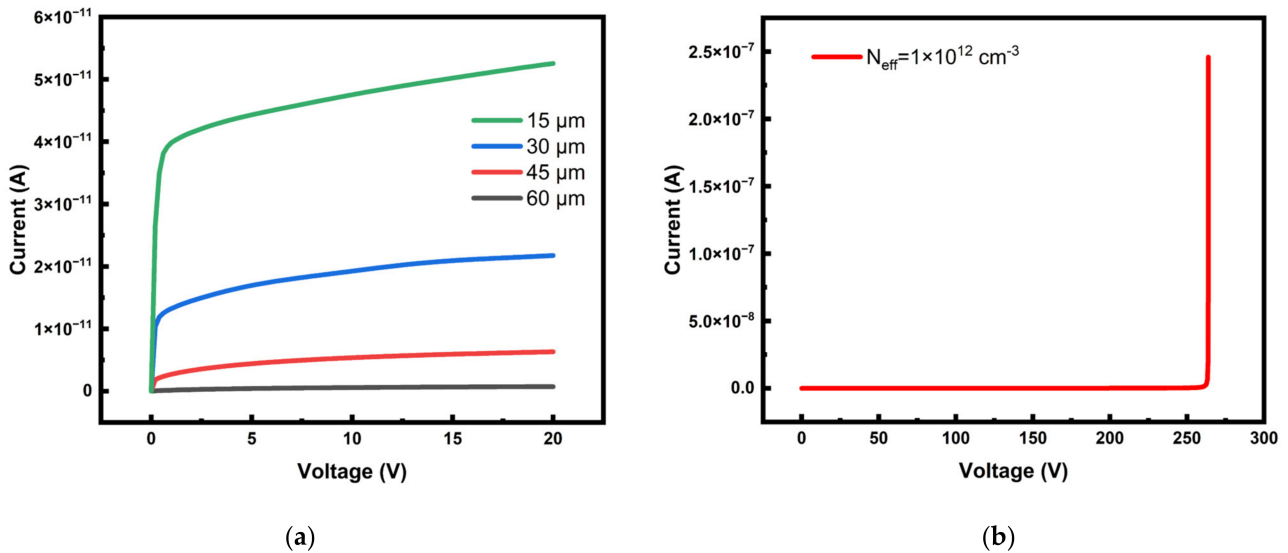 6×10⁻¹¹
5×10⁻¹¹
4×10⁻¹¹
3×10⁻¹¹
2×10⁻¹¹
1×10⁻¹¹
0
Current (A)
15 μm
30 μm
45 μm
60 μm
0 5 10 15 20
Voltage (V)
(a)
2.5×10⁻⁷
2.0×10⁻⁷
1.5×10⁻⁷
1.0×10⁻⁷
5.0×10⁻⁸
0.0
Current (A)
N_eff=1×10¹² cm⁻³
0 50 100 150 200 250 300
Voltage (V)
(b)